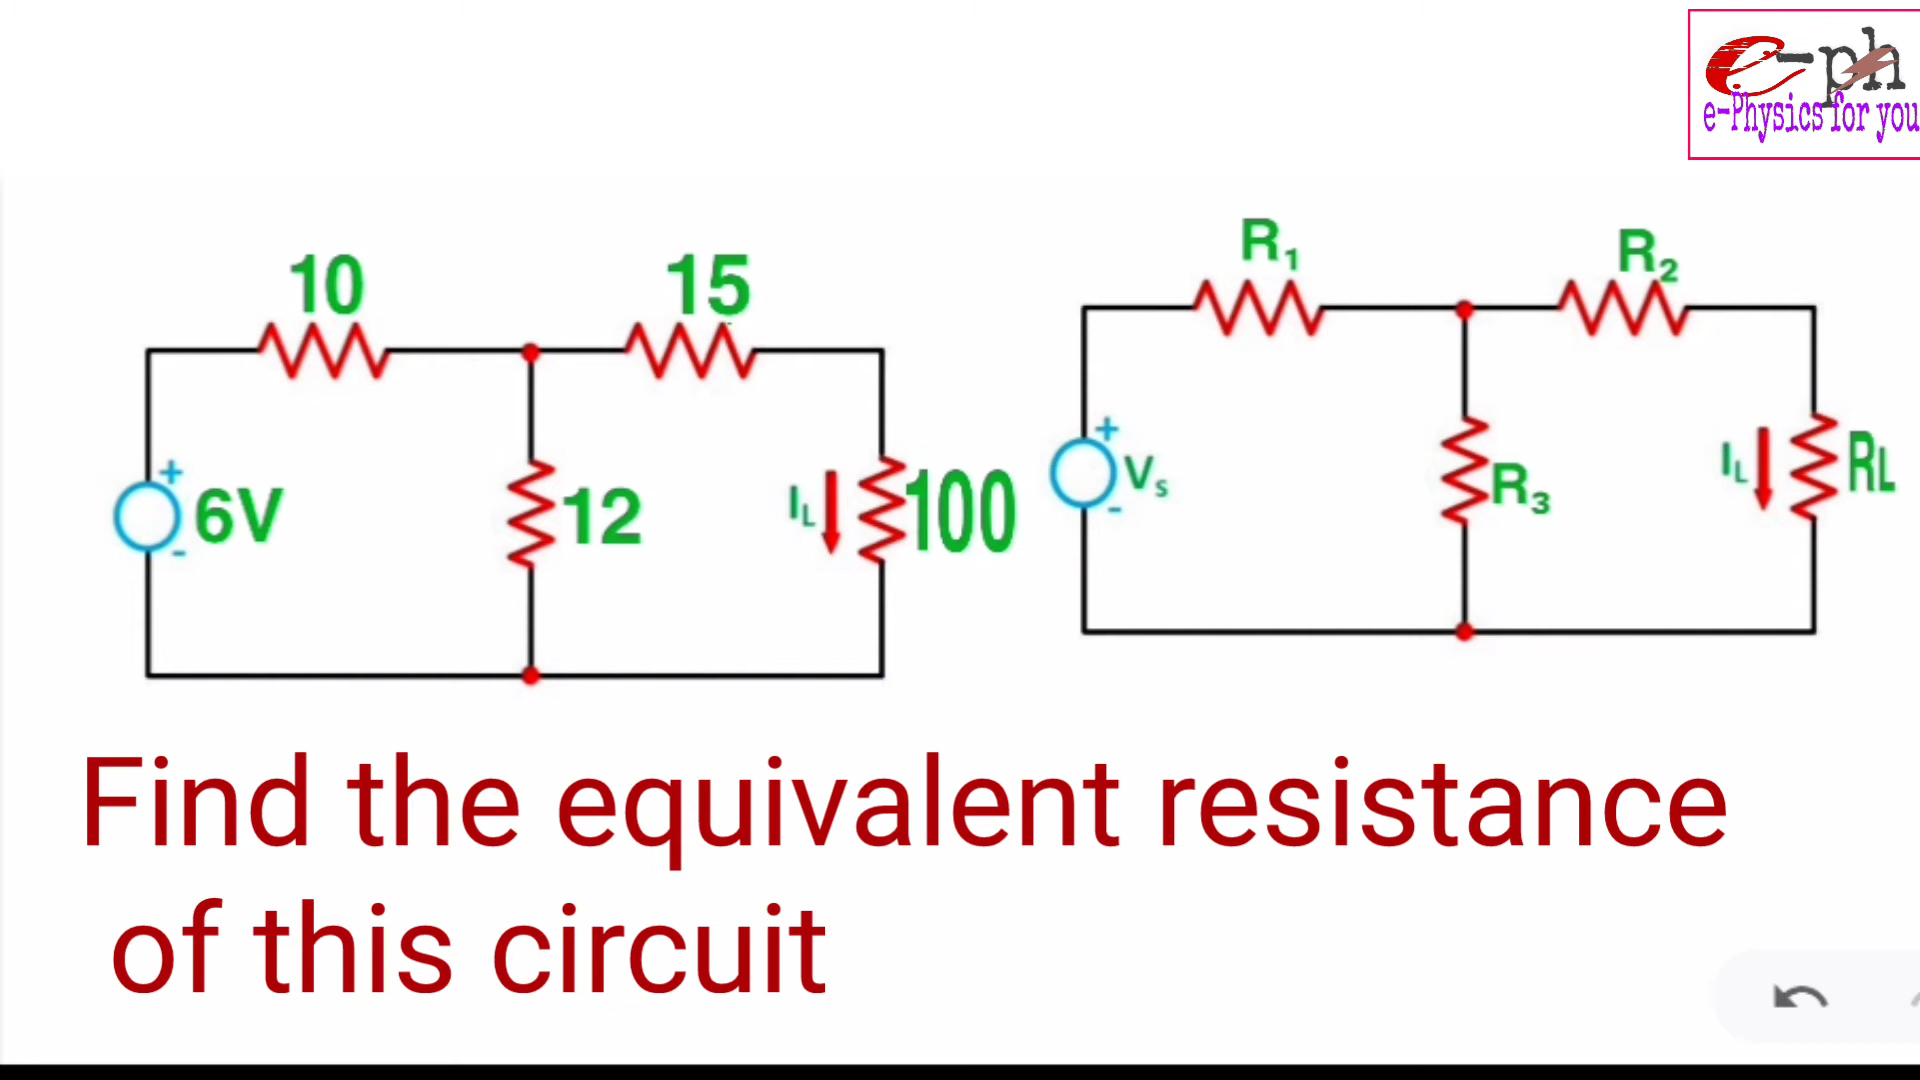 e-ph
e-Physics for you
10
15
+
6V
-
12
IL
100
R1
R2
+
Vs
-
R3
IL
RL
Find the equivalent resistance
of this circuit